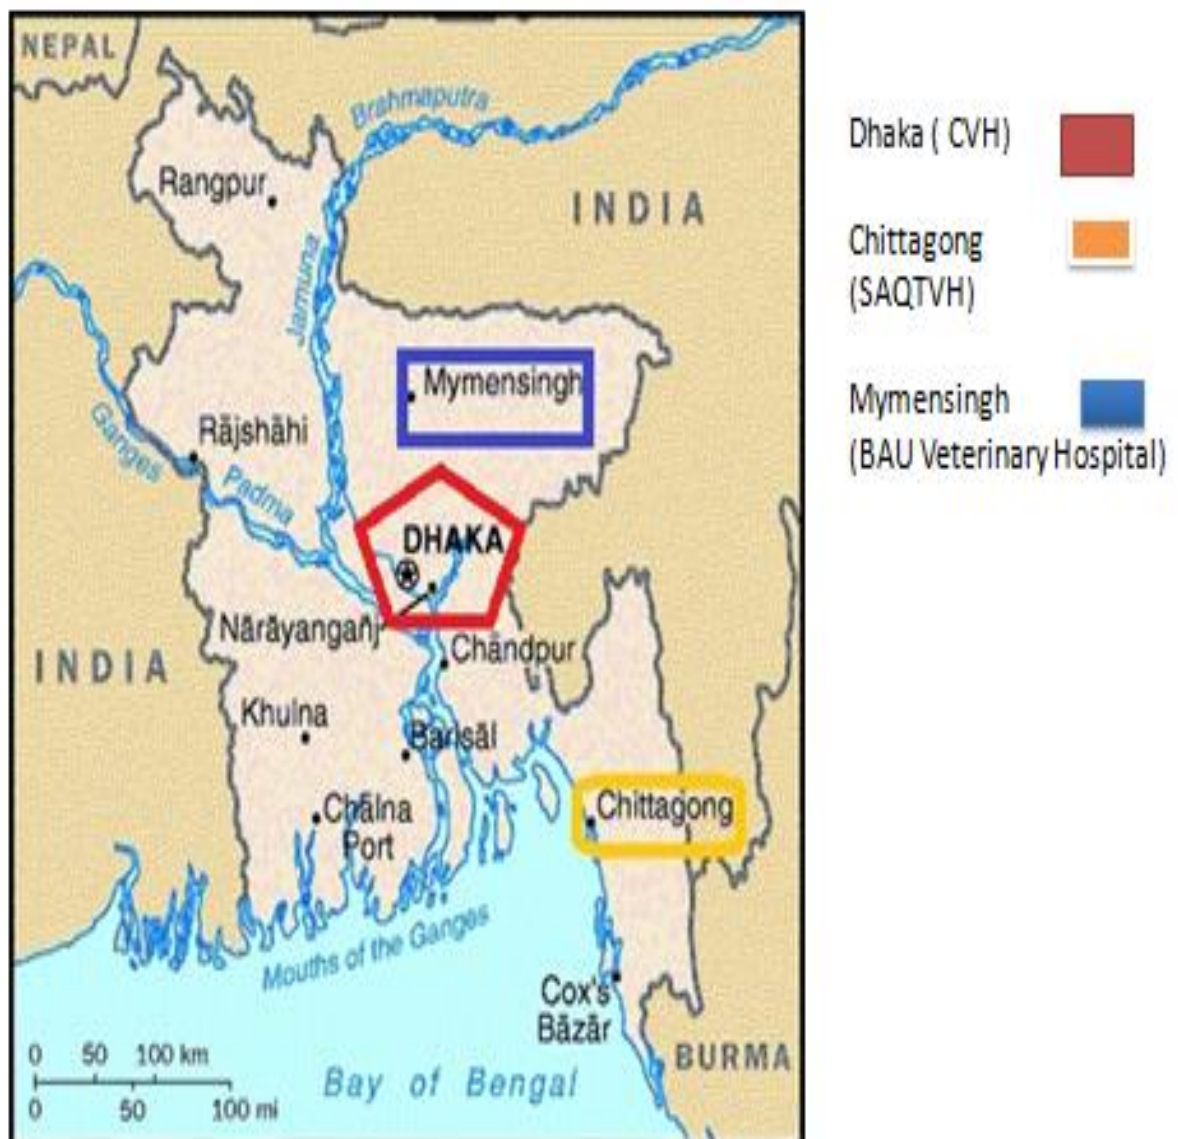 NEPAL
Brahmaputra
Rangpur
INDIA
Jamuna
Mymensingh
Ganges
Rājshāhi
Padma
DHAKA
Nārāyangañj
Chāndpur
INDIA
Khulna
Barisāl
Chālna
Port
Chittagong
Mouths of the Ganges
Cox's
Bāzār
BURMA
Bay of Bengal
0 50 100 km
0 50 100 mi
Dhaka ( CVH)
Chittagong
(SAQTVH)
Mymensingh
(BAU Veterinary Hospital)